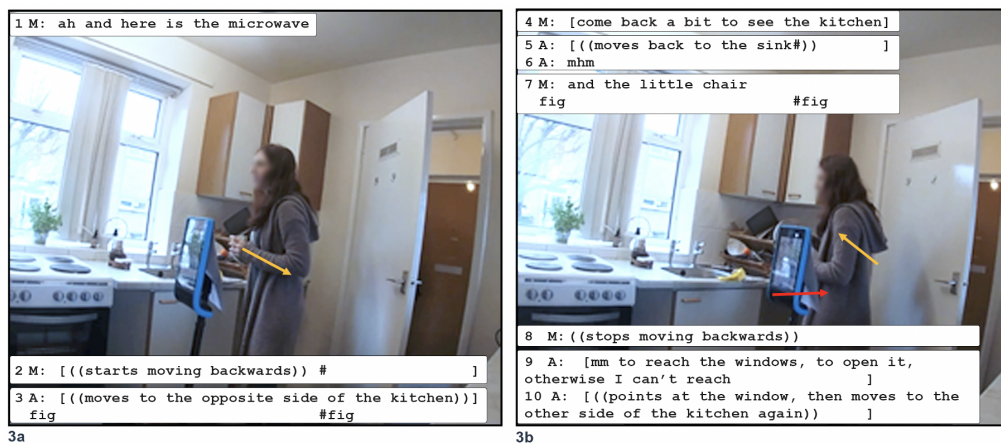 1 M: ah and here is the microwave
2 M: [((starts moving backwards)) # ]
3 A: [((moves to the opposite side of the kitchen))]
fig #fig
3a
4 M: [come back a bit to see the kitchen]
5 A: [((moves back to the sink#)) ]
6 A: mhm
7 M: and the little chair
fig #fig
8 M: ((stops moving backwards))
9 A: [mm to reach the windows, to open it,
otherwise I can't reach ]
10 A: [((points at the window, then moves to the
other side of the kitchen again)) ]
3b